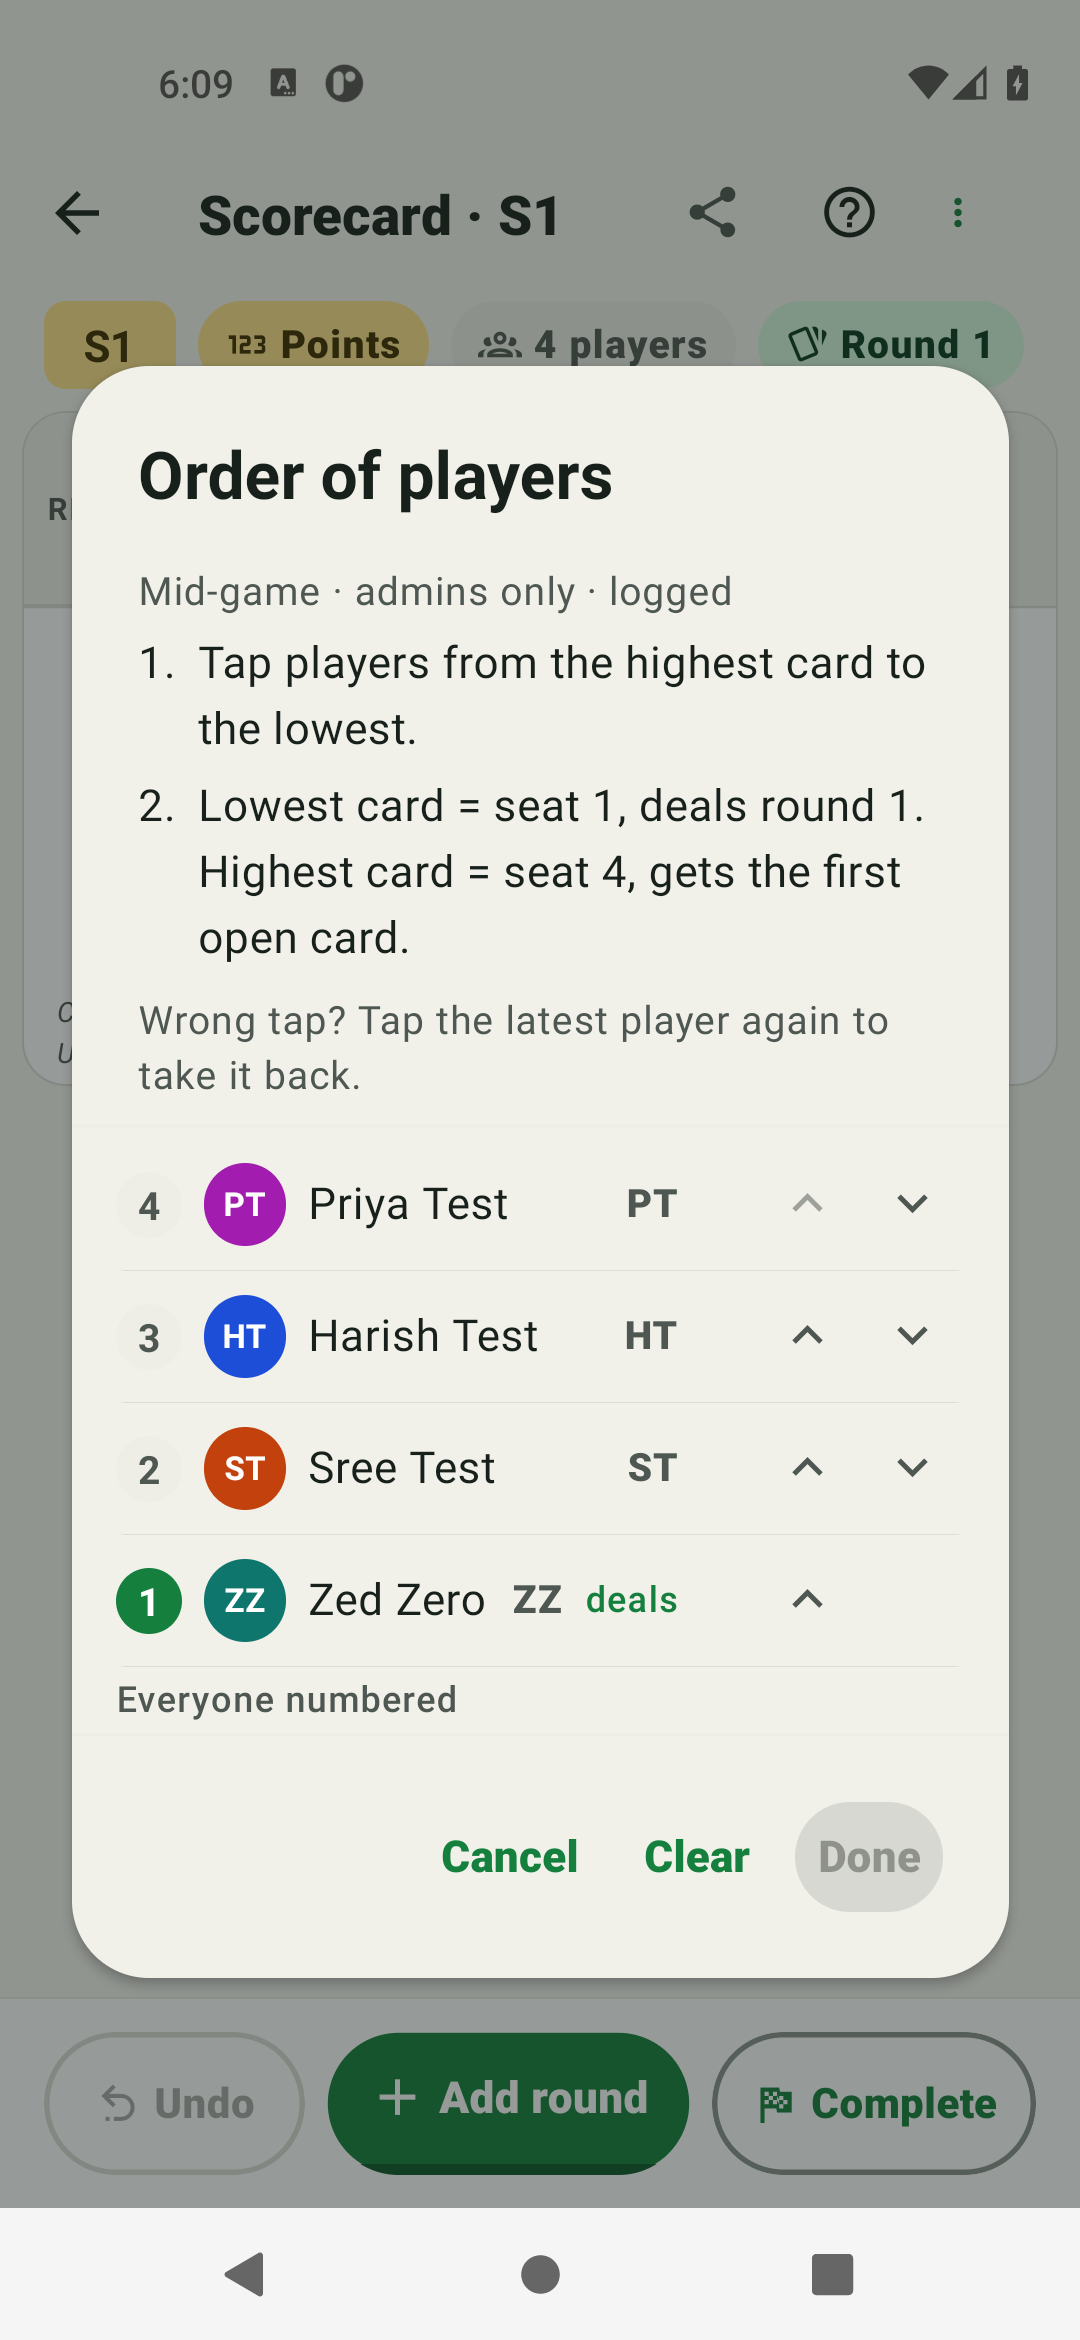 6:09
Scorecard · S1
S1
123 Points
4 players
Round 1
Order of players
Mid-game · admins only · logged
1. Tap players from the highest card to
the lowest.
2. Lowest card = seat 1, deals round 1.
Highest card = seat 4, gets the first
open card.
Wrong tap? Tap the latest player again to
take it back.
4 PT Priya Test PT
3 HT Harish Test HT
2 ST Sree Test ST
1 ZZ Zed Zero ZZ deals
Everyone numbered
Cancel Clear Done
Undo
Add round
Complete